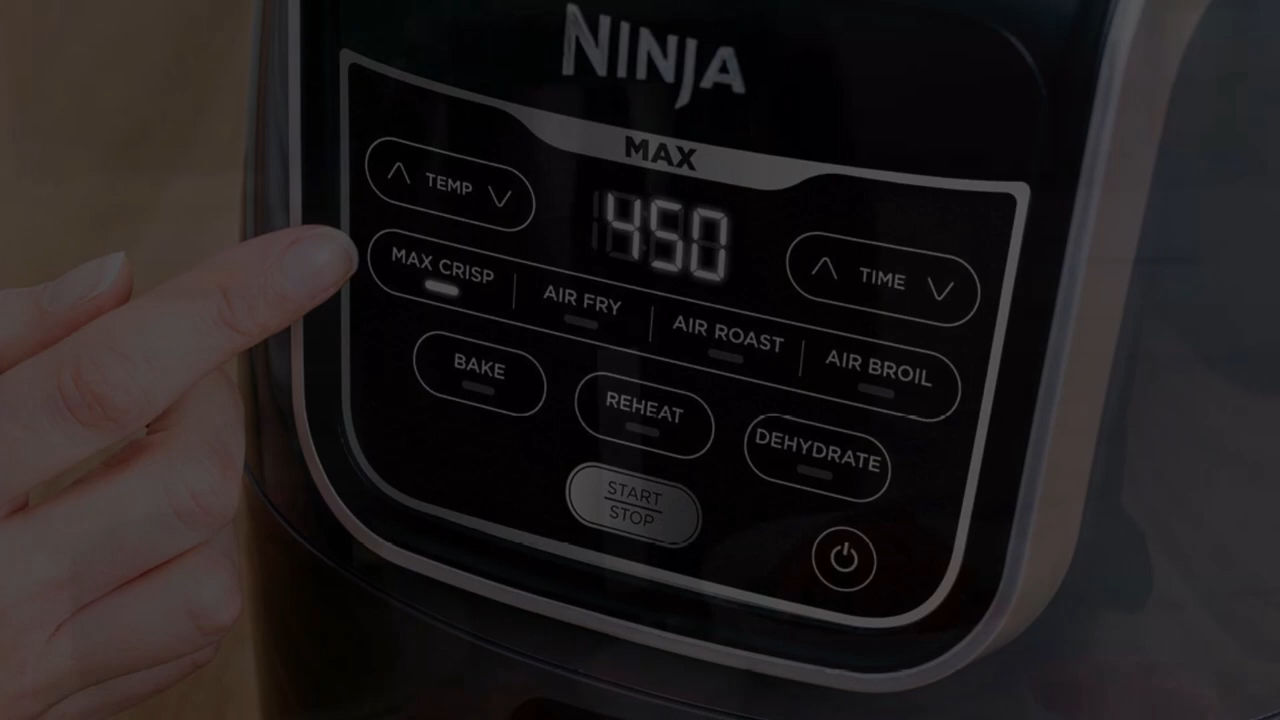 NINJA
MAX
TEMP
450
TIME
MAX CRISP
AIR FRY
AIR ROAST
AIR BROIL
BAKE
REHEAT
DEHYDRATE
START
STOP